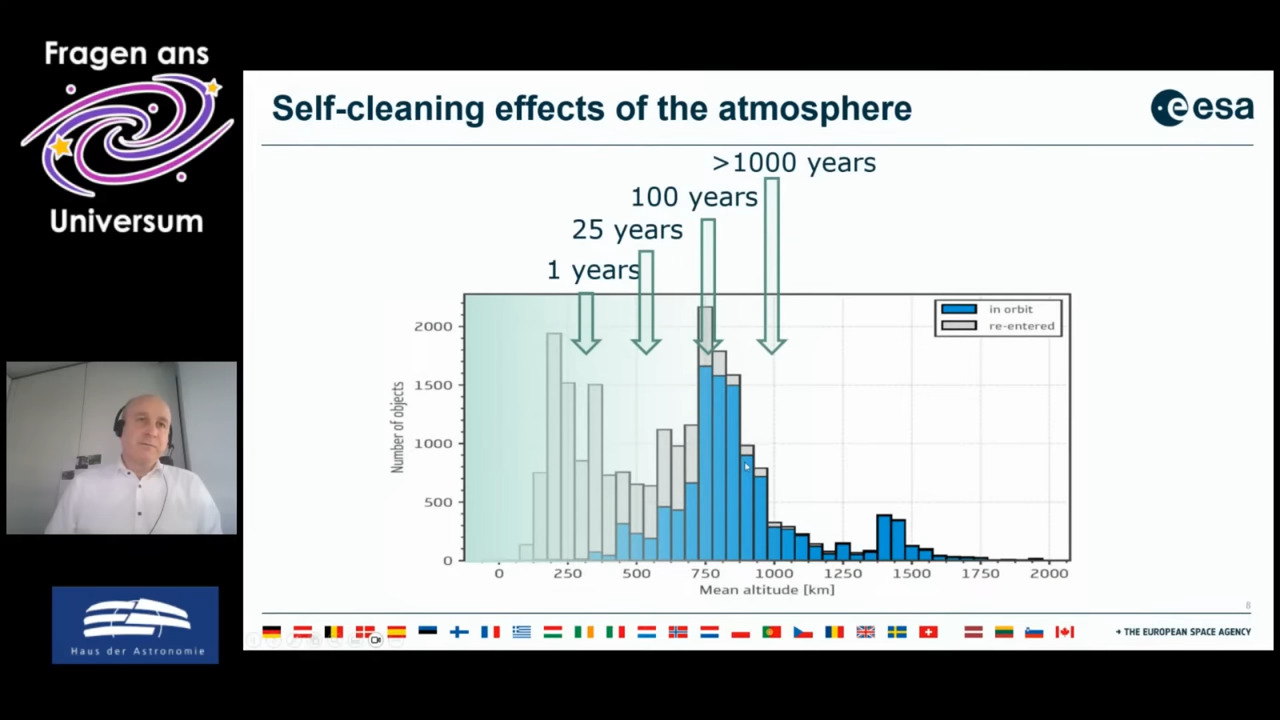 Fragen ans
Universum
Self-cleaning effects of the atmosphere
esa
>1000 years
100 years
25 years
1 years
in orbit
re-entered
2000
1500
1000
500
0
Number of objects
0 250 500 750 1000 1250 1500 1750 2000
Mean altitude [km]
8
→ THE EUROPEAN SPACE AGENCY
Haus der Astronomie